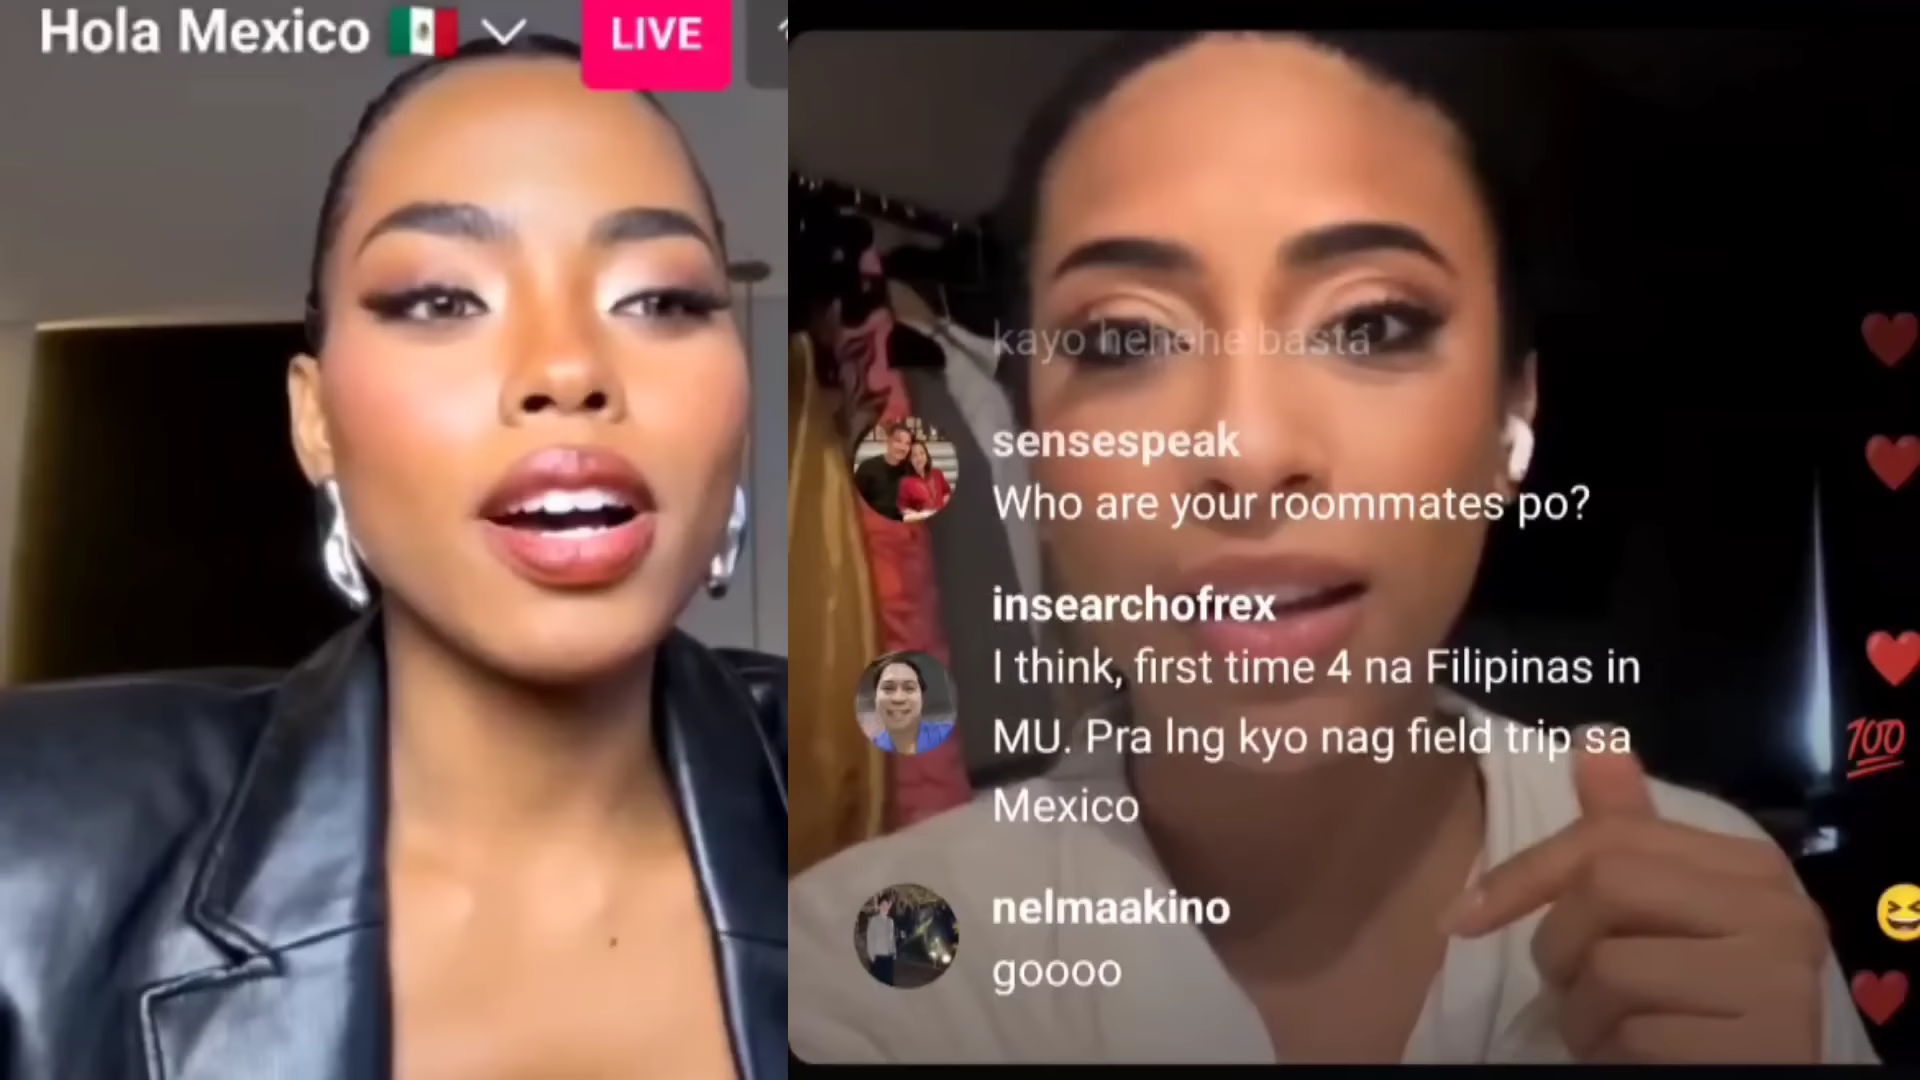 Hola Mexico
LIVE
kayo hehehe basta
sensespeak
Who are your roommates po?
insearchofrex
I think, first time 4 na Filipinas in
MU. Pra lng kyo nag field trip sa
Mexico
nelmaakino
goooo
100